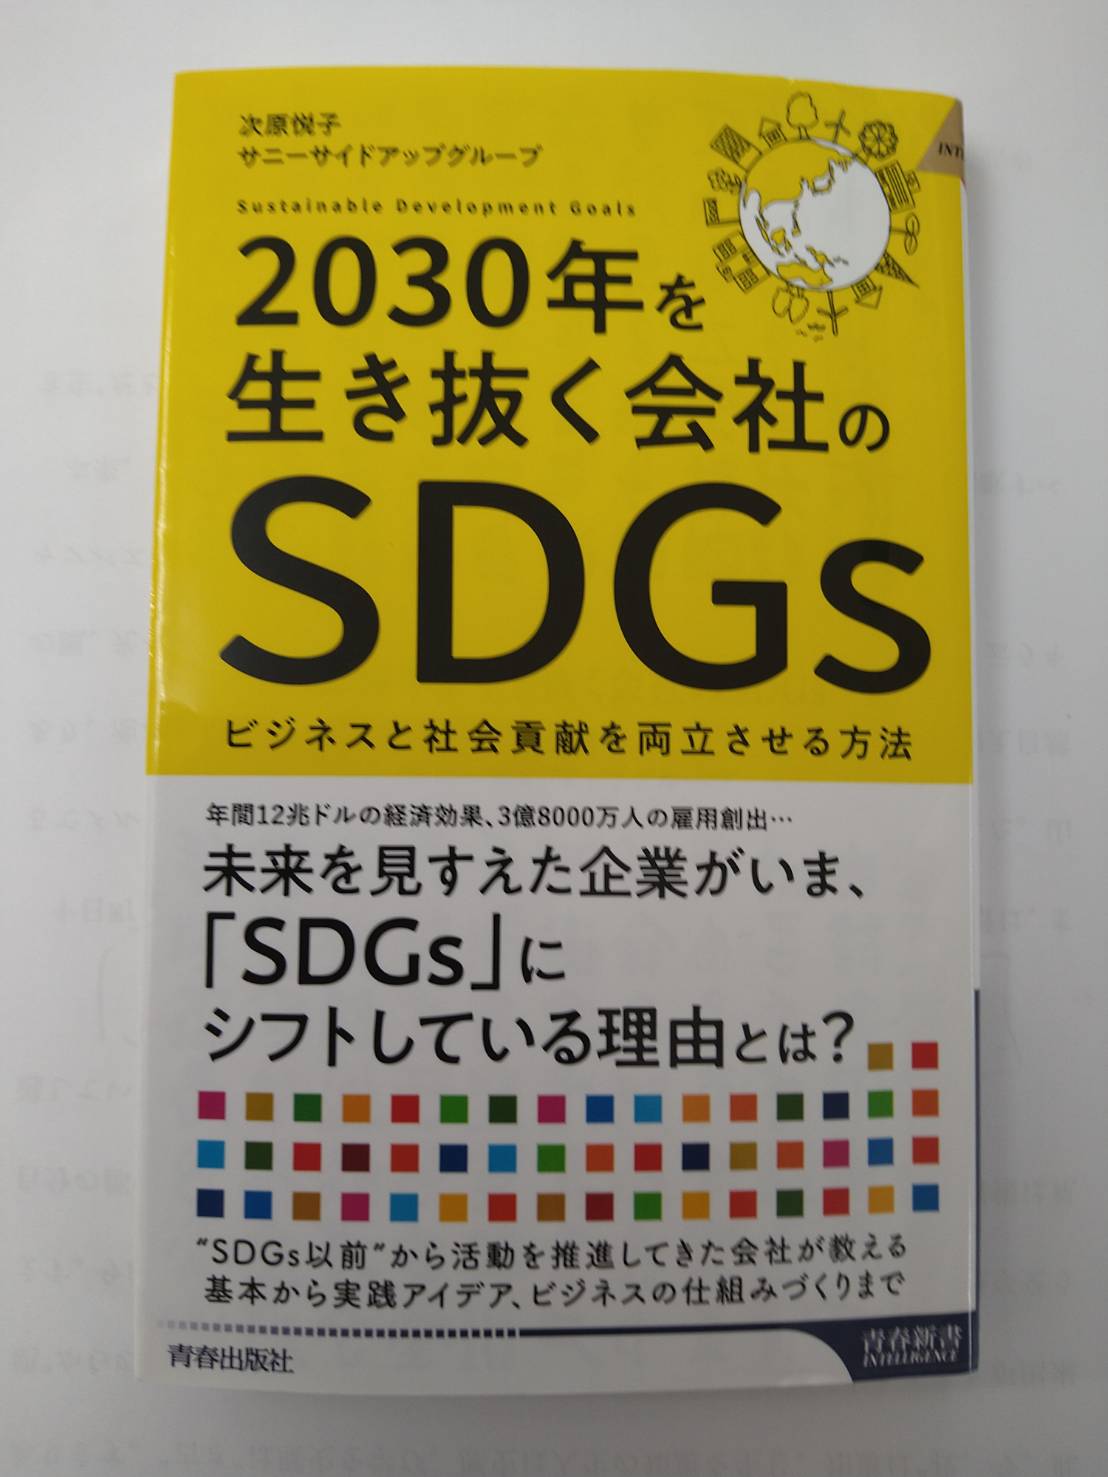 次原悦子
サニーサイドアップグループ
Sustainable Development Goals
2030年を
生き抜く会社の
SDGs
ビジネスと社会貢献を両立させる方法
年間12兆ドルの経済効果、3億8000万人の雇用創出…
未来を見すえた企業がいま、
「SDGs」に
シフトしている理由とは?
“SDGs以前”から活動を推進してきた会社が教える
基本から実践アイデア、ビジネスの仕組みづくりまで
青春出版社
青春新書
INTELLIGENCE